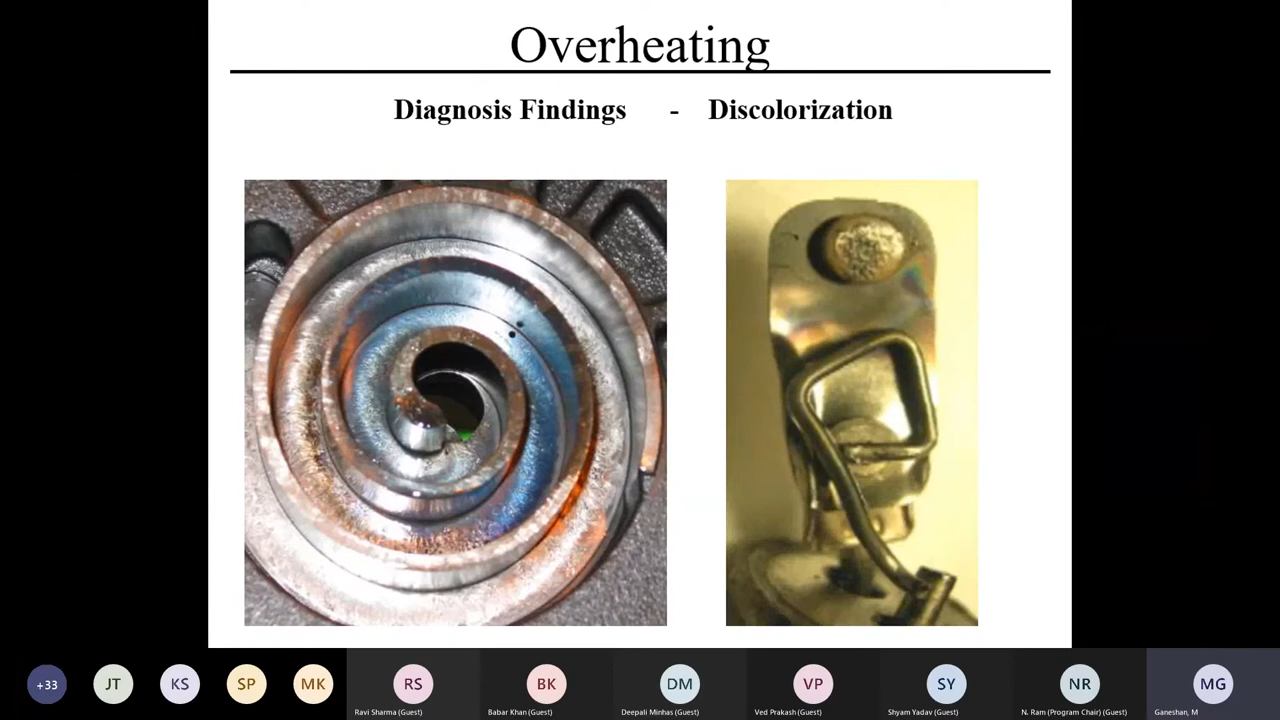 Overheating
Diagnosis Findings - Discolorization
+33 JT KS SP MK RS BK DM VP SY NR MG
Ravi Sharma (Guest) Babar Khan (Guest) Deepali Minhas (Guest) Ved Prakash (Guest) Shyam Yadav (Guest) N. Ram (Program Chair) (Guest) Ganeshan, M